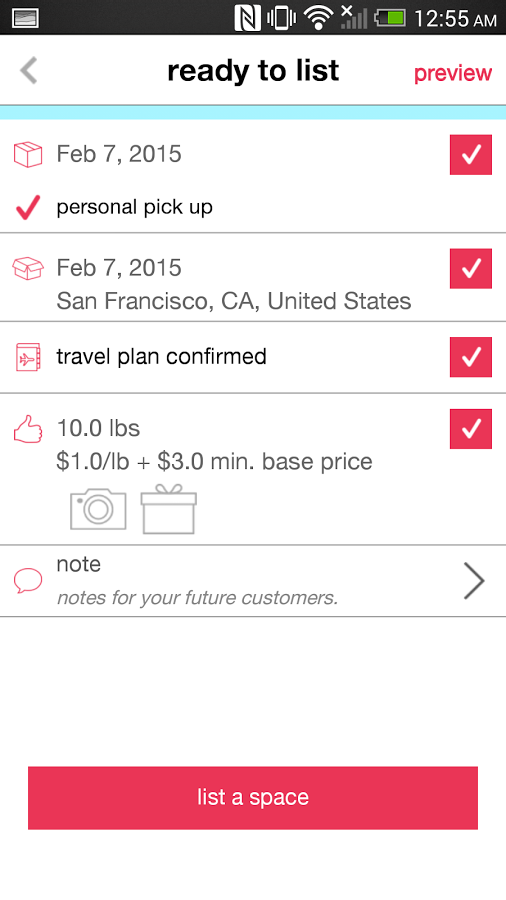 12:55 AM
ready to list
preview
Feb 7, 2015
personal pick up
Feb 7, 2015
San Francisco, CA, United States
travel plan confirmed
10.0 lbs
$1.0/lb + $3.0 min. base price
note
notes for your future customers.
list a space